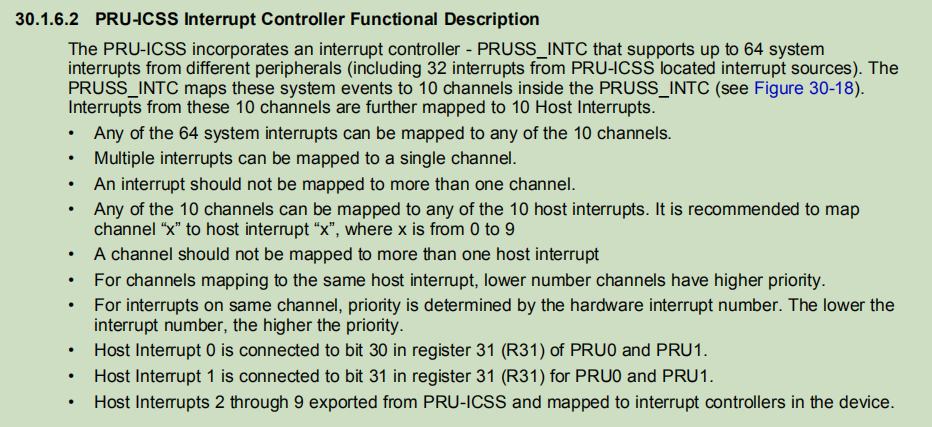 30.1.6.2 PRU-ICSS Interrupt Controller Functional Description
The PRU-ICSS incorporates an interrupt controller - PRUSS_INTC that supports up to 64 system
interrupts from different peripherals (including 32 interrupts from PRU-ICSS located interrupt sources). The
PRUSS_INTC maps these system events to 10 channels inside the PRUSS_INTC (see Figure 30-18).
Interrupts from these 10 channels are further mapped to 10 Host Interrupts.
• Any of the 64 system interrupts can be mapped to any of the 10 channels.
• Multiple interrupts can be mapped to a single channel.
• An interrupt should not be mapped to more than one channel.
• Any of the 10 channels can be mapped to any of the 10 host interrupts. It is recommended to map
channel “x” to host interrupt “x”, where x is from 0 to 9
• A channel should not be mapped to more than one host interrupt
• For channels mapping to the same host interrupt, lower number channels have higher priority.
• For interrupts on same channel, priority is determined by the hardware interrupt number. The lower the
interrupt number, the higher the priority.
• Host Interrupt 0 is connected to bit 30 in register 31 (R31) of PRU0 and PRU1.
• Host Interrupt 1 is connected to bit 31 in register 31 (R31) for PRU0 and PRU1.
• Host Interrupts 2 through 9 exported from PRU-ICSS and mapped to interrupt controllers in the device.